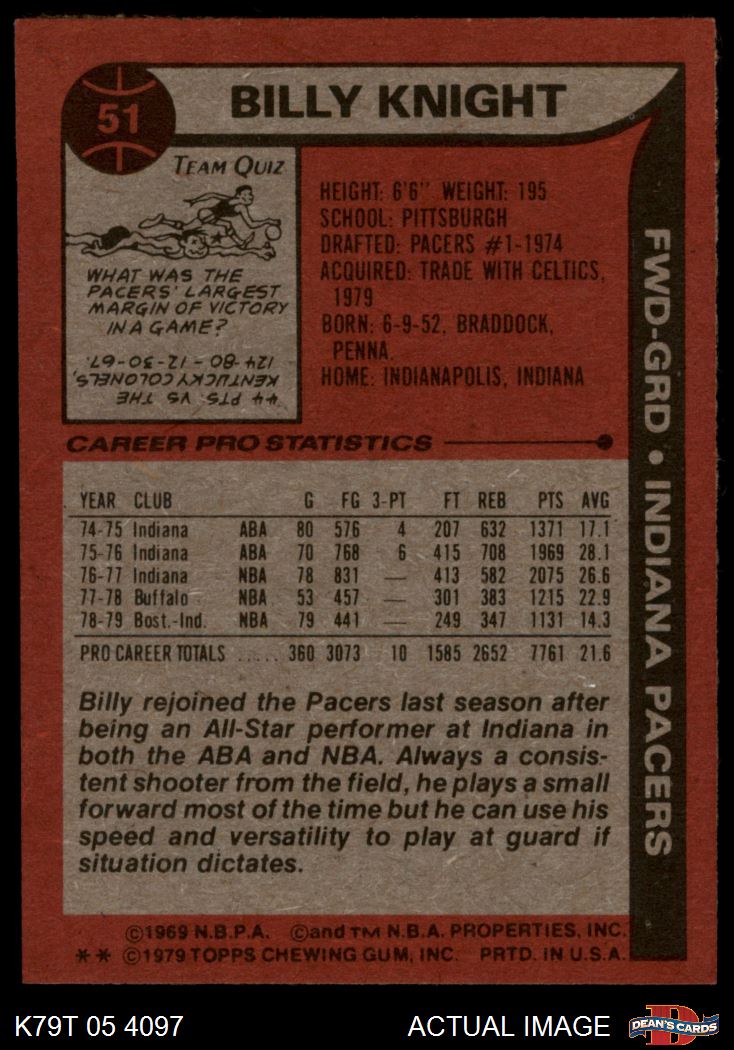 51
BILLY KNIGHT
TEAM QUIZ
WHAT WAS THE
PACERS' LARGEST
MARGIN OF VICTORY
IN A GAME?
44 PTS. VS. THE
KENTUCKY COLONELS,
124-80-12-30-67.
HEIGHT: 6'6" WEIGHT: 195
SCHOOL: PITTSBURGH
DRAFTED: PACERS #1-1974
ACQUIRED: TRADE WITH CELTICS,
1979
BORN: 6-9-52, BRADDOCK,
PENNA.
HOME: INDIANAPOLIS, INDIANA
FWD-GRD • INDIANA PACERS
CAREER PRO STATISTICS
YEAR CLUB G FG 3-PT FT REB PTS AVG
74-75 Indiana ABA 80 576 4 207 632 1371 17.1
75-76 Indiana ABA 70 768 6 415 708 1969 28.1
76-77 Indiana NBA 78 831 — 413 582 2075 26.6
77-78 Buffalo NBA 53 457 — 301 383 1215 22.9
78-79 Bost.-Ind. NBA 79 441 — 249 347 1131 14.3
PRO CAREER TOTALS ..... 360 3073 10 1585 2652 7761 21.6
Billy rejoined the Pacers last season after
being an All-Star performer at Indiana in
both the ABA and NBA. Always a consis-
tent shooter from the field, he plays a small
forward most of the time but he can use his
speed and versatility to play at guard if
situation dictates.
©1969 N.B.P.A. ©and TM N.B.A. PROPERTIES, INC.
** ©1979 TOPPS CHEWING GUM, INC. PRTD. IN U.S.A.
K79T 05 4097 ACTUAL IMAGE
D
DEAN'S CARDS